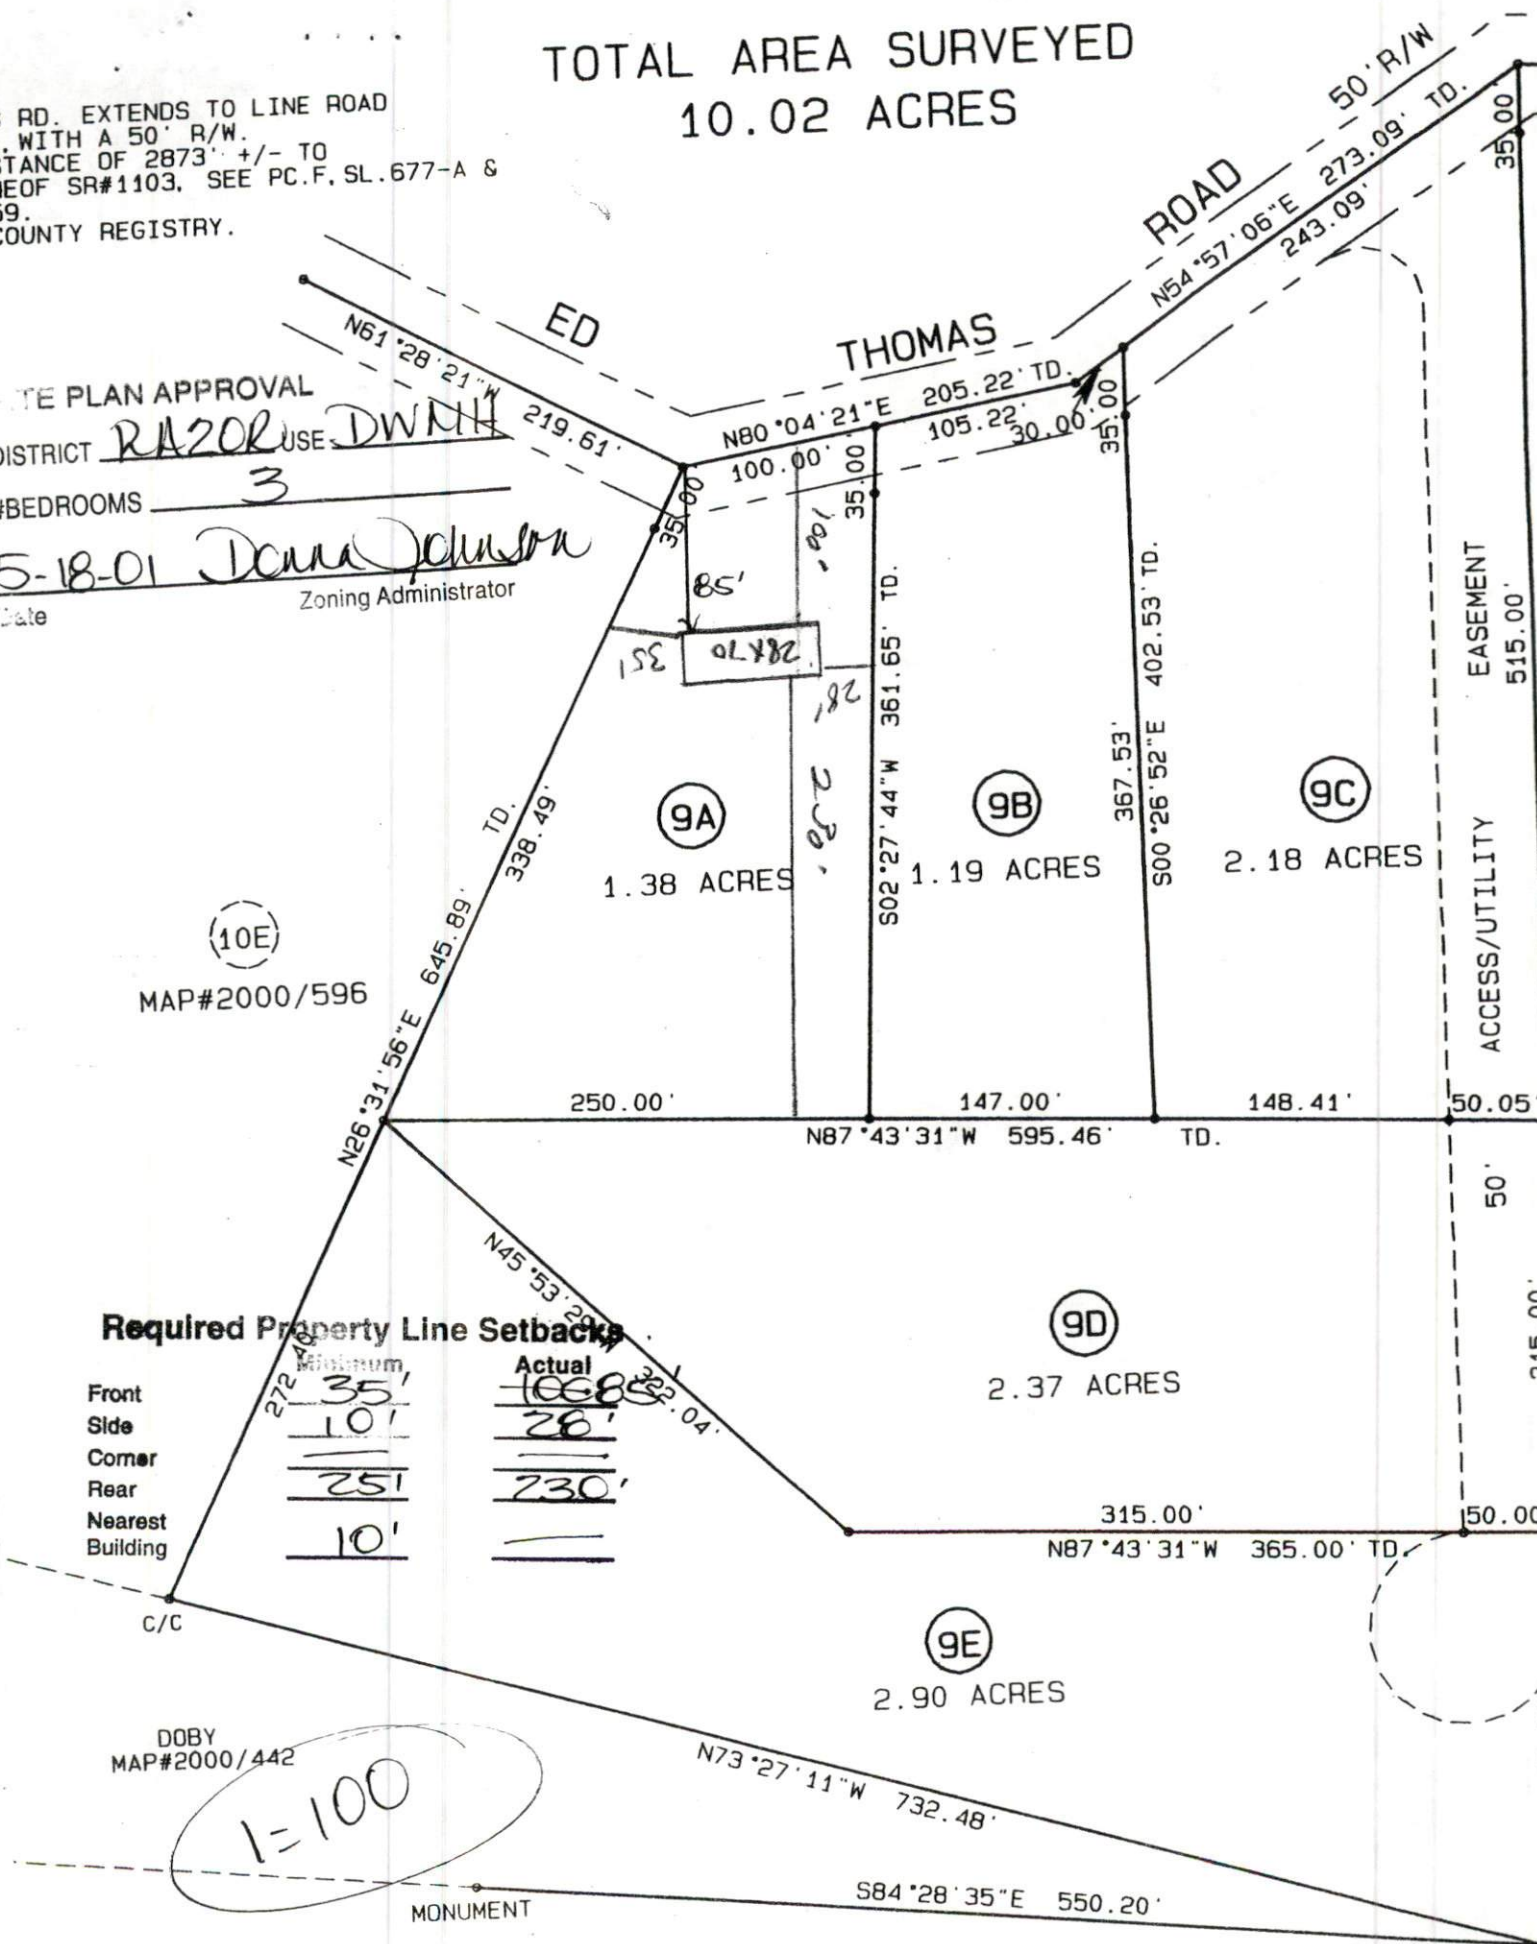 TOTAL AREA SURVEYED
10.02 ACRES
RD. EXTENDS TO LINE ROAD
WITH A 50' R/W.
OF 2873' +/- TO
SR#1103. SEE PC.F, SL.677-A &
COUNTY REGISTRY.
50' R/W
ROAD
N54°57'06"E 273.09' TD.
243.09'
35.00'
ED
THOMAS
N61°28'21"W 219.61'
N80°04'21"E 205.22' TD.
100.00'
105.22'
30.00'
35.00
35.00'
35.00
PLAN APPROVAL
DISTRICT RA20R USE DWMH
#BEDROOMS 3
5-18-01 Donna Johnson
Date
Zoning Administrator
85'
100'
35'
28X70
28'
230'
S02°27'44"W 361.65' TD.
367.53'
S00°26'52"E 402.53' TD.
EASEMENT
515.00'
ACCESS/UTILITY
9A
1.38 ACRES
9B
1.19 ACRES
9C
2.18 ACRES
338.49'
N26°31'56"E 645.89' TD.
10E
MAP#2000/596
250.00'
147.00'
148.41'
50.05'
N87°43'31"W 595.46' TD.
50'
N45°53'29"W 322.04'
9D
2.37 ACRES
Required Property Line Setbacks
Minimum Actual
Front 35' 85
Side 10' 28'
Corner
Rear 25' 230'
Nearest
Building 10'
315.00'
50.00
N87°43'31"W 365.00' TD.
C/C
9E
2.90 ACRES
DOBY
MAP#2000/442
1=100
N73°27'11"W 732.48'
MONUMENT
S84°28'35"E 550.20'